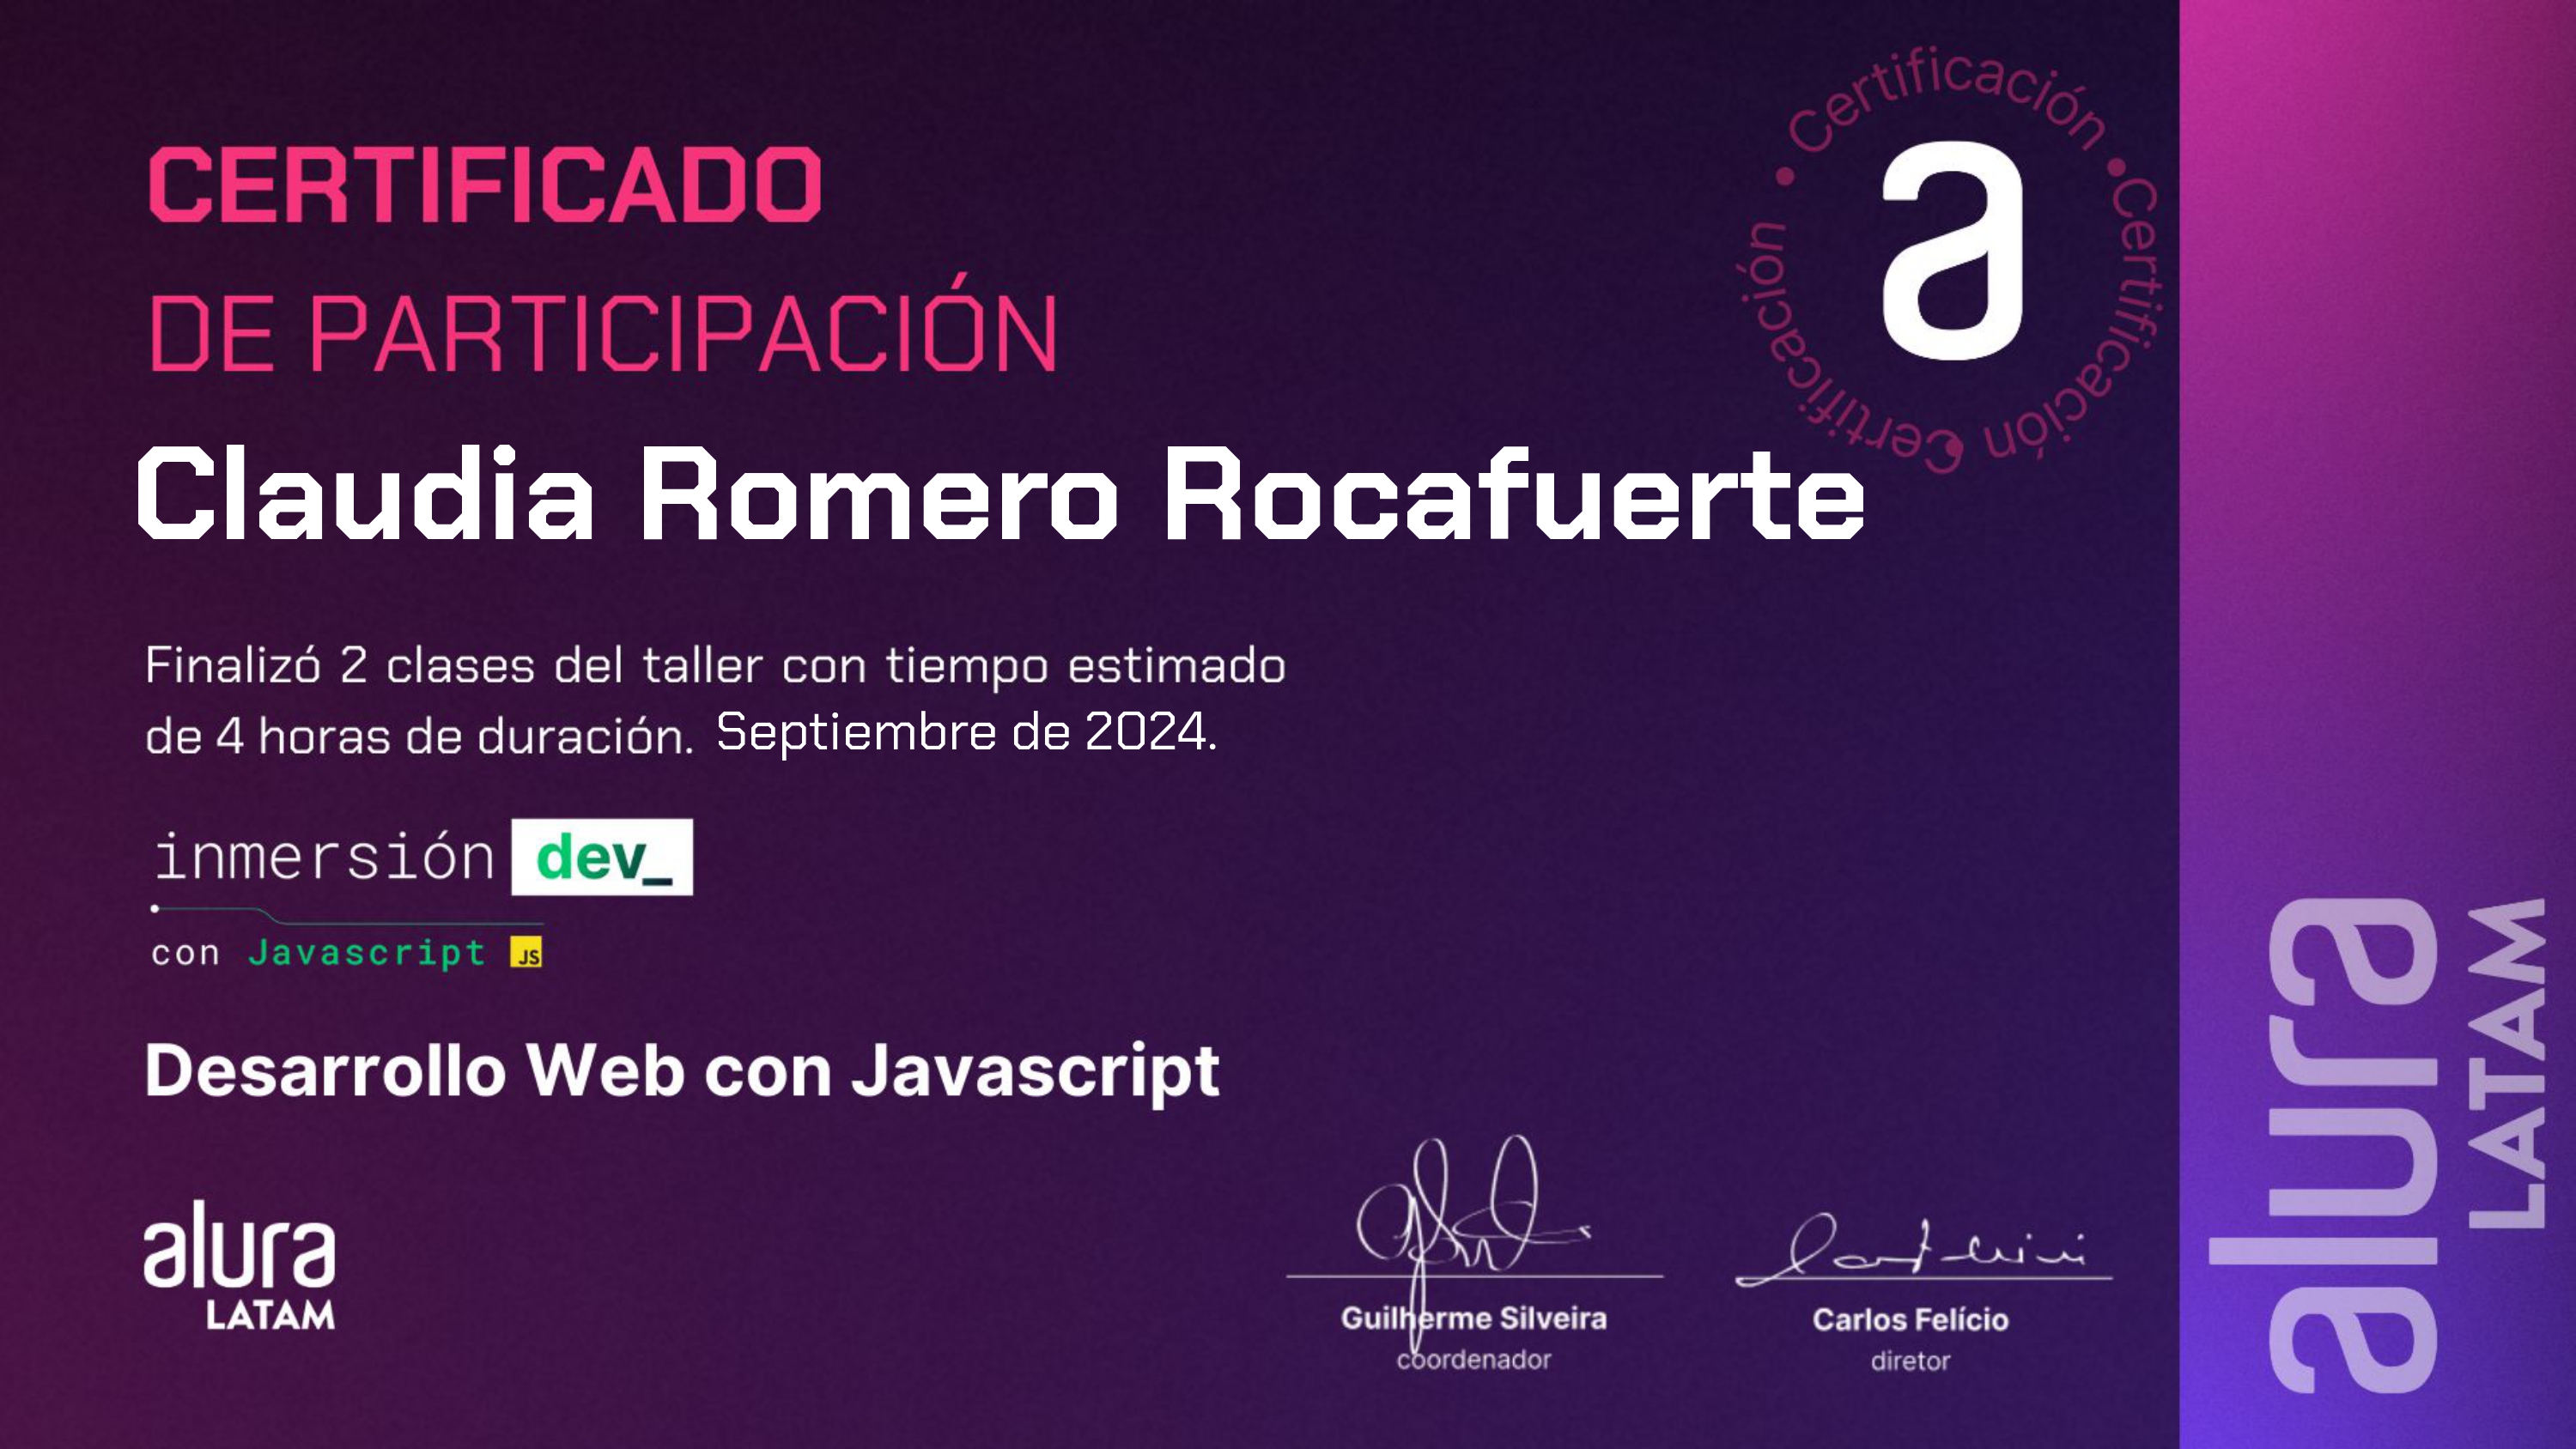 CERTIFICADO
DE PARTICIPACIÓN
Certificación • Certificación • Certificación •
a
Claudia Romero Rocafuerte
Finalizó 2 clases del taller con tiempo estimado
de 4 horas de duración. Septiembre de 2024.
inmersión dev_
con Javascript JS
Desarrollo Web con Javascript
alura
LATAM
Guilherme Silveira
coordenador
Carlos Felício
diretor
alura
LATAM